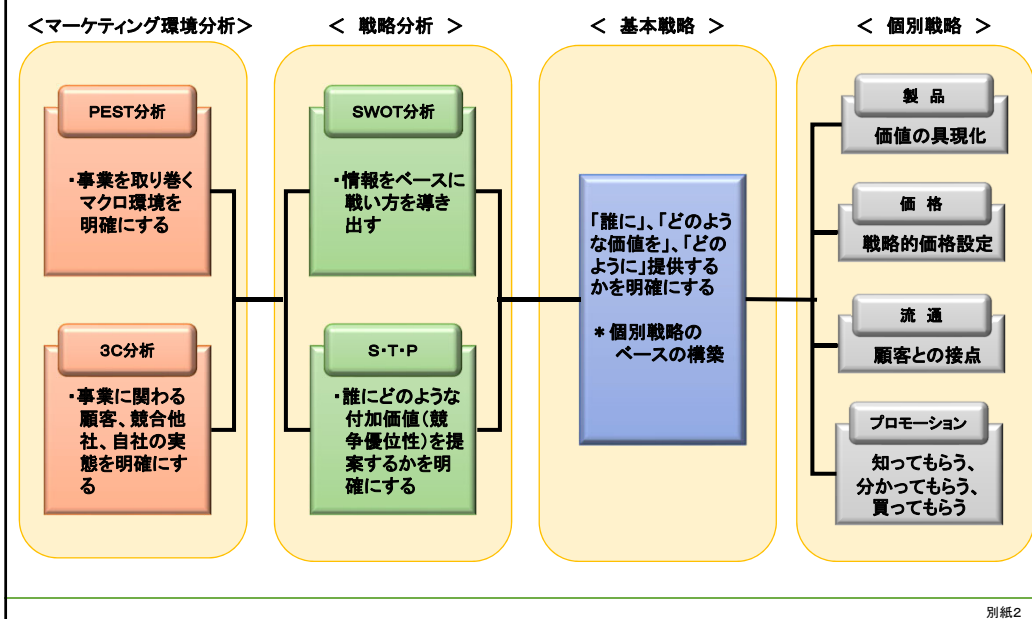 ＜マーケティング環境分析＞
＜ 戦略分析 ＞
＜ 基本戦略 ＞
＜ 個別戦略 ＞
PEST分析
・事業を取り巻く
マクロ環境を
明確にする
3C分析
・事業に関わる
顧客、競合他
社、自社の実
態を明確にす
る
SWOT分析
・情報をベースに
戦い方を導き
出す
S・T・P
・誰にどのような
付加価値（競
争優位性）を提
案するかを明
確にする
「誰に」、「どのよう
な価値を」、「どの
ように」提供する
かを明確にする
＊個別戦略の
ベースの構築
製 品
価値の具現化
価 格
戦略的価格設定
流 通
顧客との接点
プロモーション
知ってもらう、
分かってもらう、
買ってもらう
別紙2